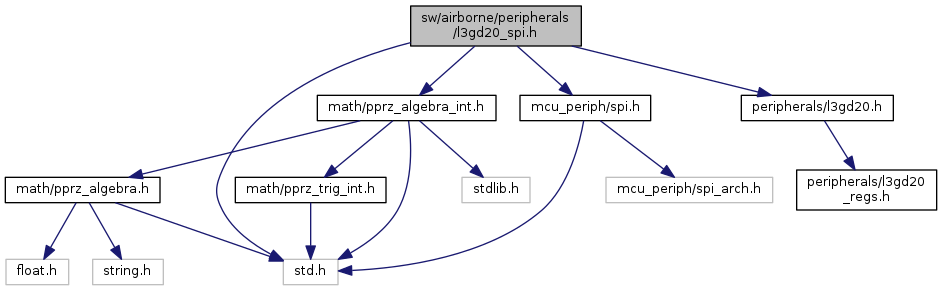 sw/airborne/peripherals
/l3gd20_spi.h
math/pprz_algebra_int.h
mcu_periph/spi.h
peripherals/l3gd20.h
math/pprz_algebra.h
math/pprz_trig_int.h
stdlib.h
mcu_periph/spi_arch.h
peripherals/l3gd20
_regs.h
float.h
string.h
std.h